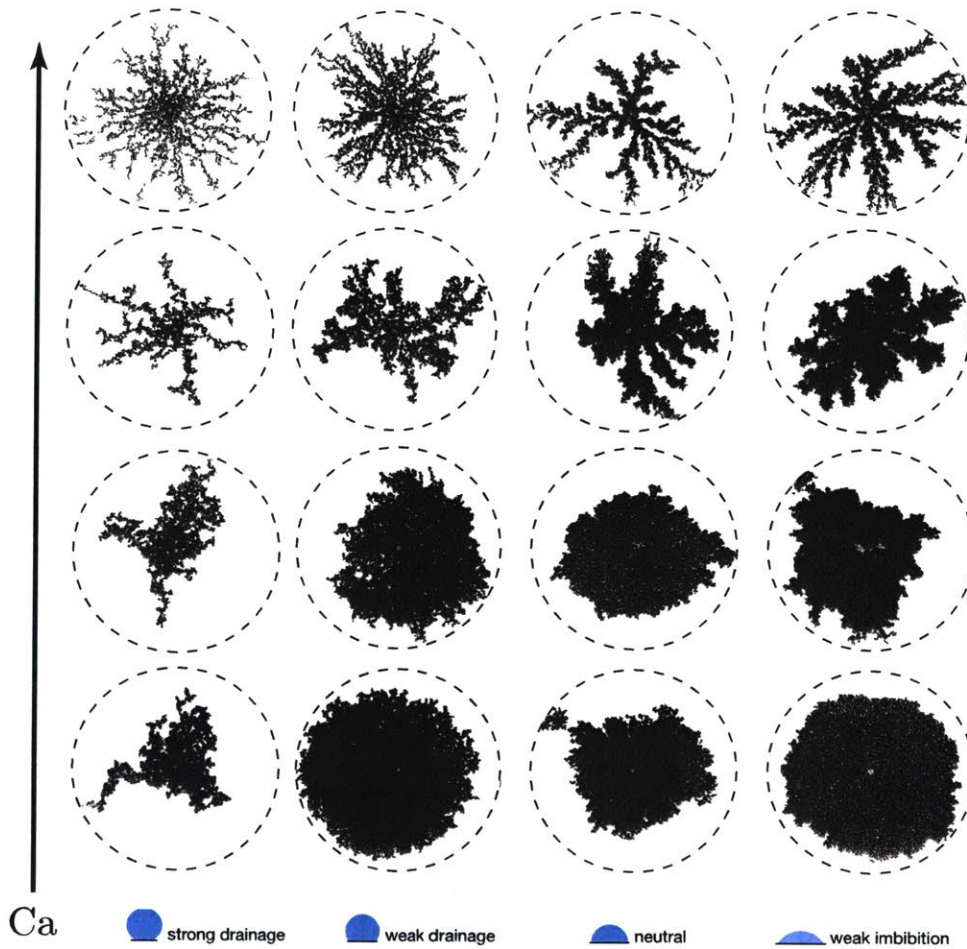 Ca
strong drainage
weak drainage
neutral
weak imbibition